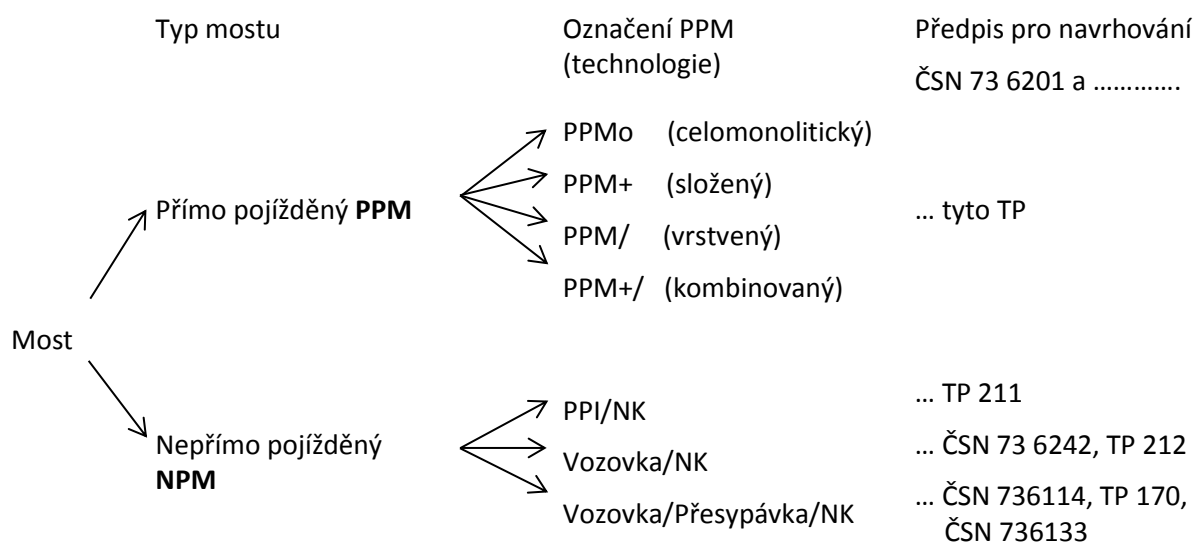 Typ mostu
Označení PPM
(technologie)
Předpis pro navrhování
ČSN 73 6201 a ………….
PPMo (celomonolitický)
PPM+ (složený)
Přímo pojížděný PPM
… tyto TP
PPM/ (vrstvený)
PPM+/ (kombinovaný)
Most
PPI/NK
… TP 211
Nepřímo pojížděný
NPM
Vozovka/NK
… ČSN 73 6242, TP 212
Vozovka/Přesypávka/NK
… ČSN 736114, TP 170,
ČSN 736133